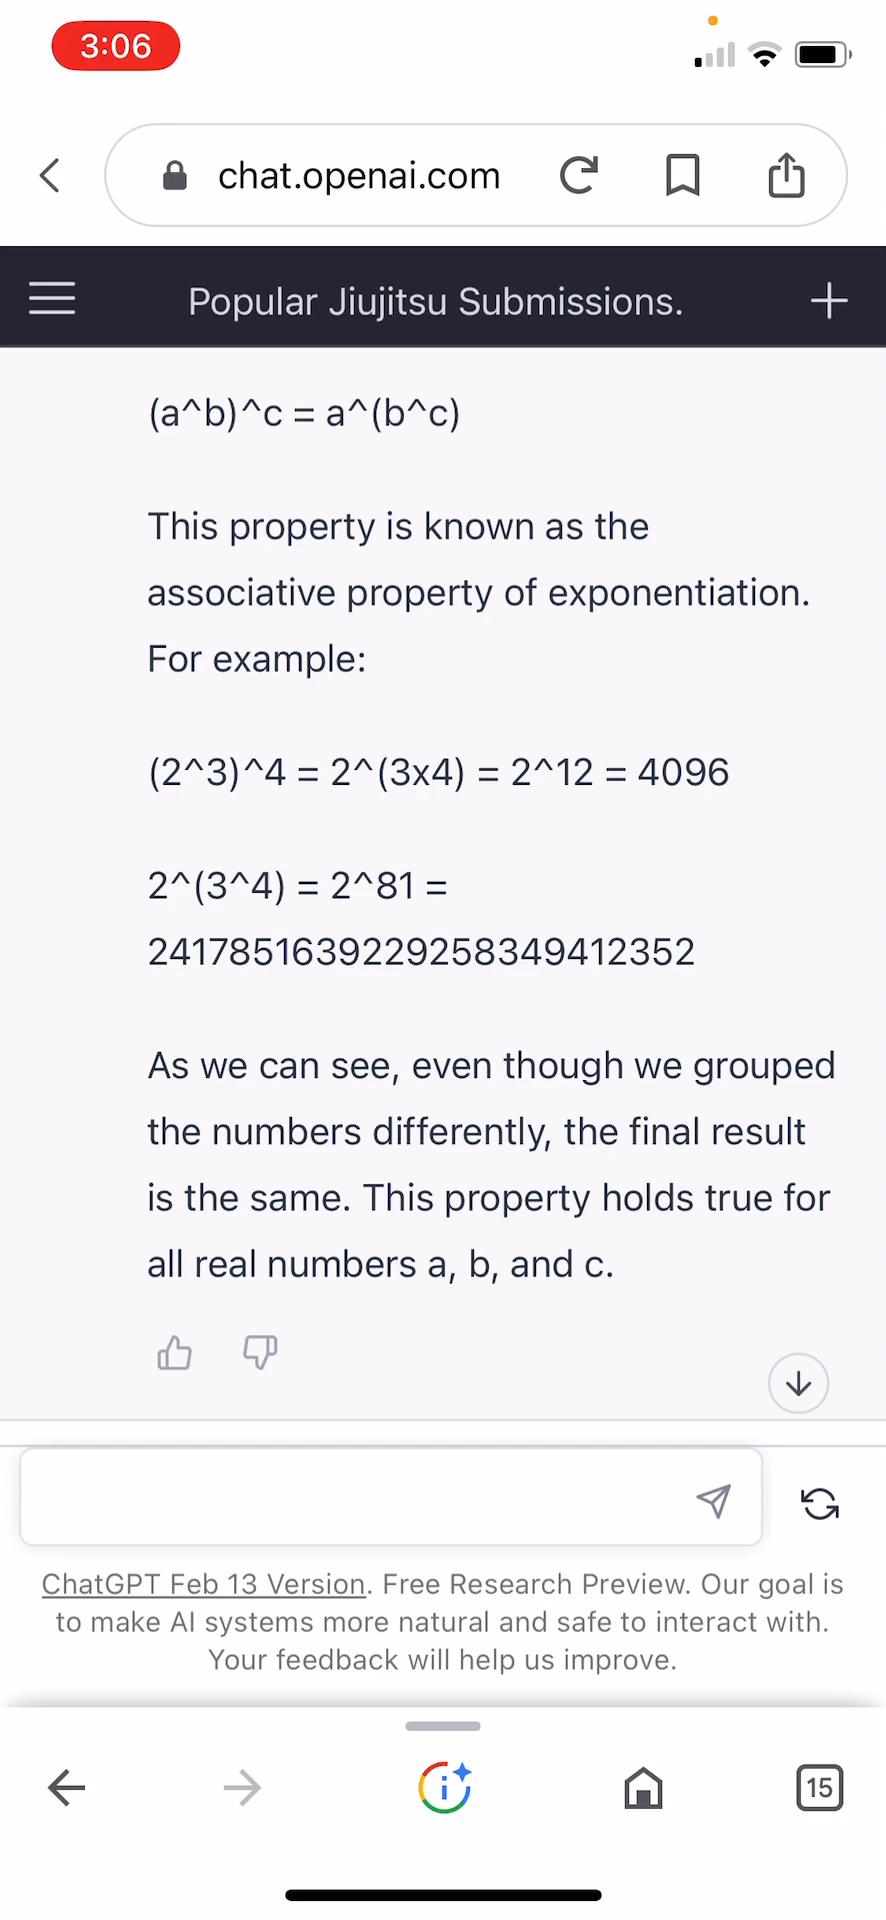 3:06
chat.openai.com
Popular Jiujitsu Submissions.
(a^b)^c = a^(b^c)
This property is known as the
associative property of exponentiation.
For example:
(2^3)^4 = 2^(3x4) = 2^12 = 4096
2^(3^4) = 2^81 =
2417851639229258349412352
As we can see, even though we grouped
the numbers differently, the final result
is the same. This property holds true for
all real numbers a, b, and c.
ChatGPT Feb 13 Version. Free Research Preview. Our goal is
to make AI systems more natural and safe to interact with.
Your feedback will help us improve.
15